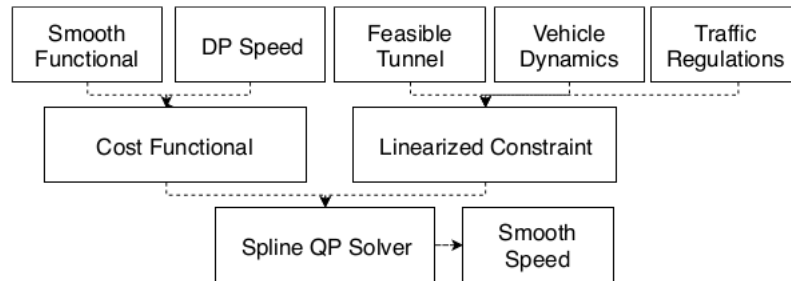 Smooth
Functional
DP Speed
Feasible
Tunnel
Vehicle
Dynamics
Traffic
Regulations
Cost Functional
Linearized Constraint
Spline QP Solver
Smooth
Speed